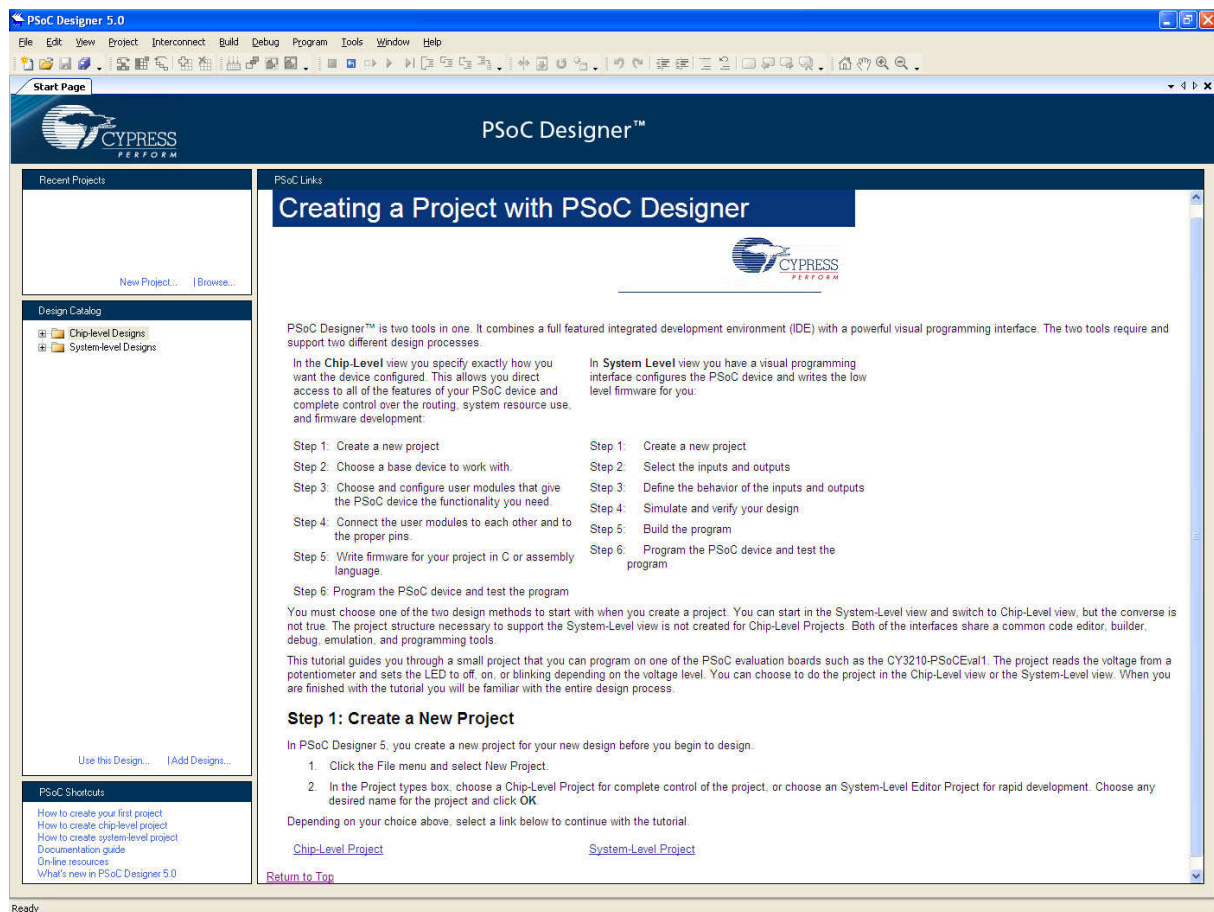 PSoC Designer 5.0
File Edit View Project Interconnect Build Debug Program Tools Window Help
Start Page
CYPRESS
PERFORM
PSoC Designer™
Recent Projects
New Project... | Browse...
Design Catalog
Chip-level Designs
System-level Designs
Use this Design... | Add Designs...
PSoC Shortcuts
How to create your first project
How to create chip-level project
How to create system-level project
Documentation guide
On-line resources
What's new in PSoC Designer 5.0
PSoC Links
Creating a Project with PSoC Designer
CYPRESS
PERFORM
PSoC Designer™ is two tools in one. It combines a full featured integrated development environment (IDE) with a powerful visual programming interface. The two tools require and
support two different design processes.
In the Chip-Level view you specify exactly how you
want the device configured. This allows you direct
access to all of the features of your PSoC device and
complete control over the routing, system resource use,
and firmware development:
Step 1: Create a new project
Step 2: Choose a base device to work with.
Step 3: Choose and configure user modules that give
the PSoC device the functionality you need.
Step 4: Connect the user modules to each other and to
the proper pins.
Step 5: Write firmware for your project in C or assembly
language.
Step 6: Program the PSoC device and test the program
In System Level view you have a visual programming
interface configures the PSoC device and writes the low
level firmware for you:
Step 1: Create a new project
Step 2: Select the inputs and outputs
Step 3: Define the behavior of the inputs and outputs
Step 4: Simulate and verify your design
Step 5: Build the program
Step 6: Program the PSoC device and test the
program
You must choose one of the two design methods to start with when you create a project. You can start in the System-Level view and switch to Chip-Level view, but the converse is
not true. The project structure necessary to support the System-Level view is not created for Chip-Level Projects. Both of the interfaces share a common code editor, builder,
debug, emulation, and programming tools.
This tutorial guides you through a small project that you can program on one of the PSoC evaluation boards such as the CY3210-PSoCEval1. The project reads the voltage from a
potentiometer and sets the LED to off, on, or blinking depending on the voltage level. You can choose to do the project in the Chip-Level view or the System-Level view. When you
are finished with the tutorial you will be familiar with the entire design process.
Step 1: Create a New Project
In PSoC Designer 5, you create a new project for your new design before you begin to design.
1. Click the File menu and select New Project.
2. In the Project types box, choose a Chip-Level Project for complete control of the project, or choose an System-Level Editor Project for rapid development. Choose any
desired name for the project and click OK.
Depending on your choice above, select a link below to continue with the tutorial.
Chip-Level Project System-Level Project
Return to Top
Ready